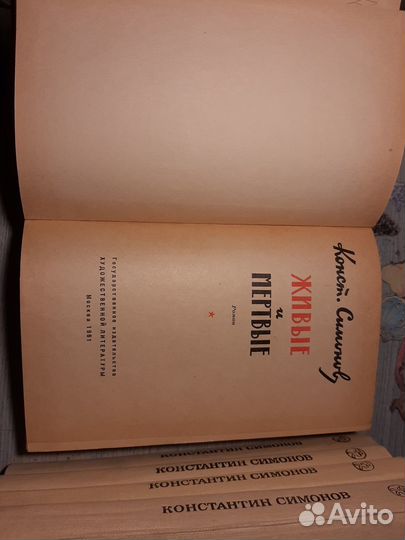 Конст. Симонов
ЖИВЫЕ
и
МЕРТВЫЕ
Роман
Государственное издательство
ХУДОЖЕСТВЕННОЙ ЛИТЕРАТУРЫ
Москва 1961
КОНСТАНТИН СИМОНОВ
КОНСТАНТИН СИМОНОВ
КОНСТАНТИН СИМОНОВ
КОНСТАНТИН СИМОНОВ
Avito